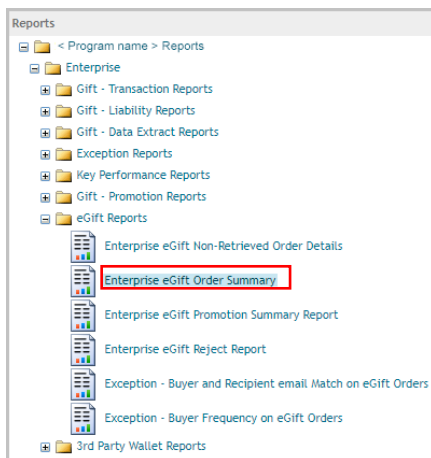 Reports
< Program name > Reports
Enterprise
Gift - Transaction Reports
Gift - Liability Reports
Gift - Data Extract Reports
Exception Reports
Key Performance Reports
Gift - Promotion Reports
eGift Reports
Enterprise eGift Non-Retrieved Order Details
Enterprise eGift Order Summary
Enterprise eGift Promotion Summary Report
Enterprise eGift Reject Report
Exception - Buyer and Recipient email Match on eGift Orders
Exception - Buyer Frequency on eGift Orders
3rd Party Wallet Reports